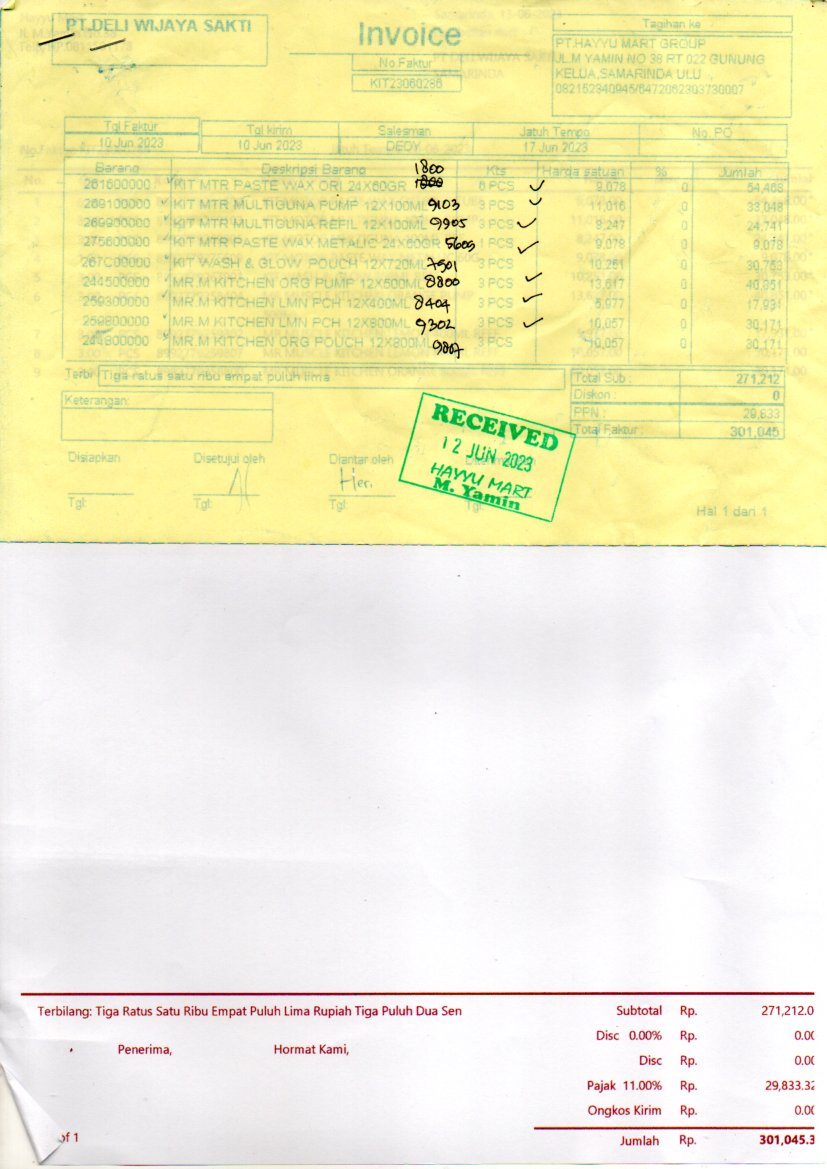 PT.DELI WIJAYA SAKTI
Invoice
No Faktur
KIT23060286
Tagihan ke
PT.HAYYU MART GROUP
JL.M YAMIN NO 38 RT 022 GUNUNG
KELUA,SAMARINDA ULU
082152340945/6472062303730007
Tgl Faktur Tgl kirim Salesman Jatuh Tempo No. PO
10 Jun 2023 10 Jun 2023 DEDY 17 Jun 2023
Barang Deskripsi Barang 1800 Kts Harga satuan % Jumlah
261600000 KIT MTR PASTE WAX ORI 24X60GR 6 PCS 9,078 0 54,468
269100000 KIT MTR MULTIGUNA PUMP 12X100ML 9103 3 PCS 11,016 0 33,048
269900000 KIT MTR MULTIGUNA REFIL 12X100ML 9905 3 PCS 8,247 0 24,741
275600000 KIT MTR PASTE WAX METALIC 24X60GR 5609 1 PCS 9,078 0 9,078
267C00000 KIT WASH & GLOW POUCH 12X720ML 7501 3 PCS 10,251 0 30,753
244500000 MR.M KITCHEN ORG PUMP 12X500ML 8800 3 PCS 13,617 0 40,851
259300000 MR.M KITCHEN LMN PCH 12X400ML 8404 3 PCS 5,977 0 17,931
259800000 MR.M KITCHEN LMN PCH 12X800ML 9302 3 PCS 10,057 0 30,171
244800000 MR.M KITCHEN ORG POUCH 12X800ML 9807 3 PCS 10,057 0 30,171
Terbi Tiga ratus satu ribu empat puluh lima
Total Sub : 271,212
Diskon : 0
PPN : 29,833
Total Faktur : 301,045
Keterangan:
RECEIVED
12 JUN 2023
HAYYU MART
M. Yamin
Disiapkan Disetujui oleh Diantar oleh
Heri
Tgl: Tgl: Tgl: Tgl:
Hal 1 dari 1
Terbilang: Tiga Ratus Satu Ribu Empat Puluh Lima Rupiah Tiga Puluh Dua Sen
Subtotal Rp. 271,212.0
Disc 0.00% Rp. 0.00
Penerima, Hormat Kami,
Disc Rp. 0.00
Pajak 11.00% Rp. 29,833.32
Ongkos Kirim Rp. 0.00
of 1
Jumlah Rp. 301,045.3